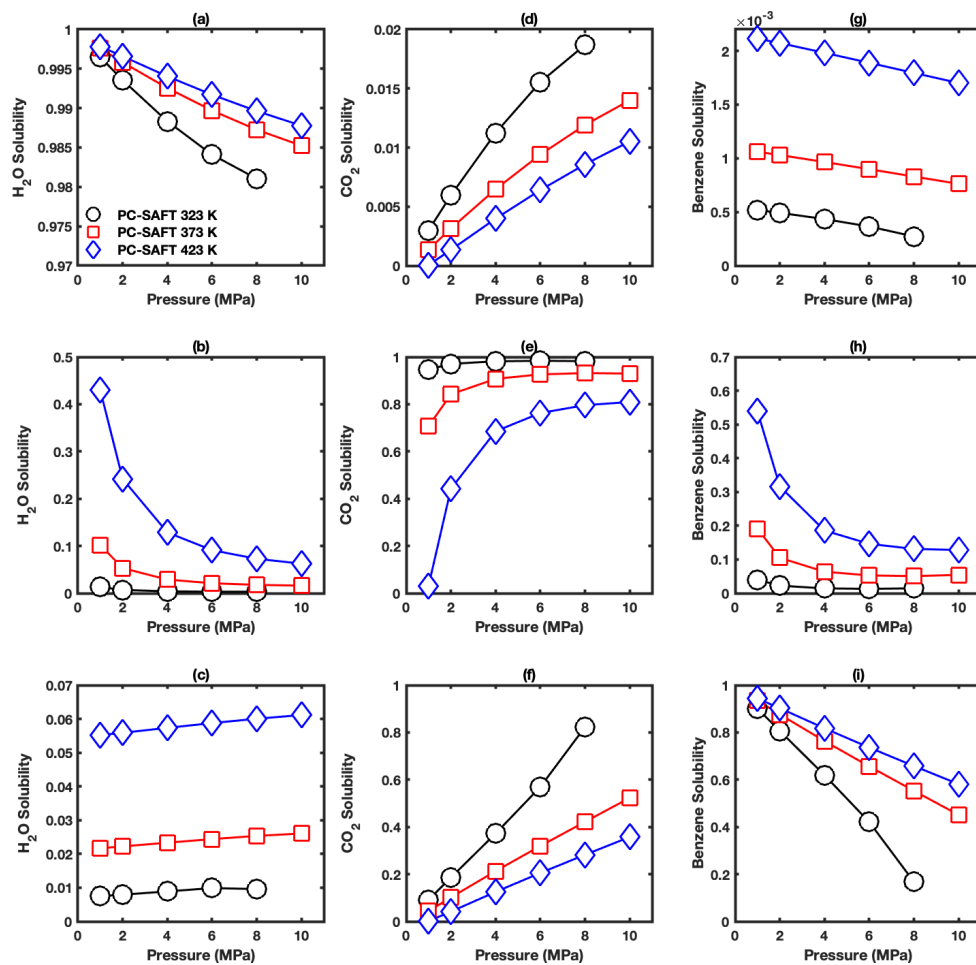 (a)
H2O Solubility
1
0.995
0.99
0.985
0.98
0.975
0.97
PC-SAFT 323 K
PC-SAFT 373 K
PC-SAFT 423 K
0 2 4 6 8 10
Pressure (MPa)
(d)
CO2 Solubility
0.02
0.015
0.01
0.005
0
0 2 4 6 8 10
Pressure (MPa)
(g)
×10-3
Benzene Solubility
2
1.5
1
0.5
0
0 2 4 6 8 10
Pressure (MPa)
(b)
H2O Solubility
0.5
0.4
0.3
0.2
0.1
0
0 2 4 6 8 10
Pressure (MPa)
(e)
CO2 Solubility
1
0.8
0.6
0.4
0.2
0
0 2 4 6 8 10
Pressure (MPa)
(h)
Benzene Solubility
0.7
0.6
0.5
0.4
0.3
0.2
0.1
0
0 2 4 6 8 10
Pressure (MPa)
(c)
H2O Solubility
0.07
0.06
0.05
0.04
0.03
0.02
0.01
0
0 2 4 6 8 10
Pressure (MPa)
(f)
CO2 Solubility
1
0.8
0.6
0.4
0.2
0
0 2 4 6 8 10
Pressure (MPa)
(i)
Benzene Solubility
1
0.8
0.6
0.4
0.2
0
0 2 4 6 8 10
Pressure (MPa)